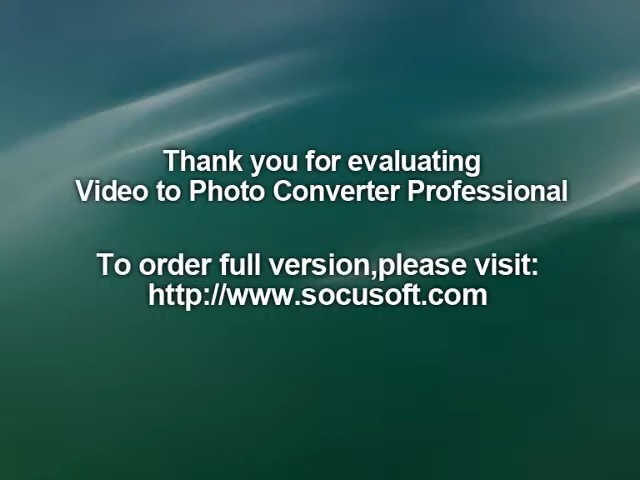 Thank you for evaluating
Video to Photo Converter Professional
To order full version,please visit:
http://www.socusoft.com